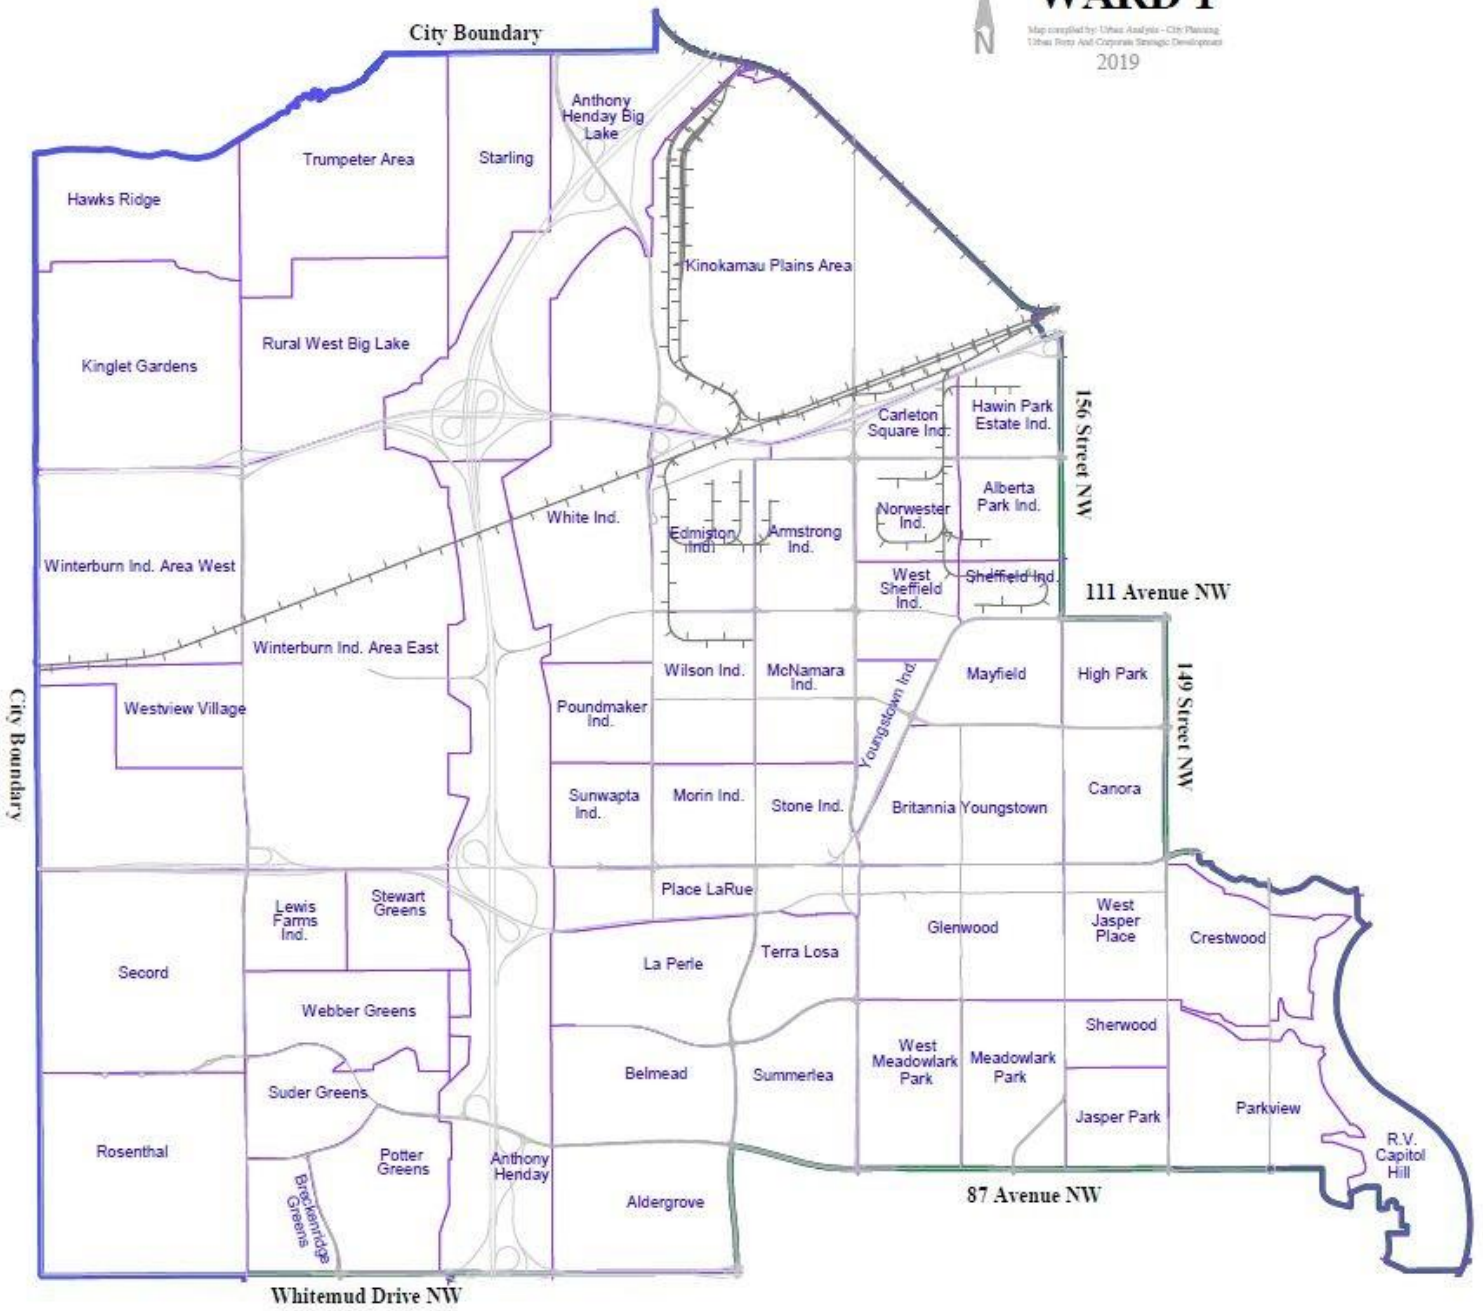 WARD 1
N
Map compiled by: Urban Analysis - City Planning
Urban Form And Corporate Strategic Development
2019
City Boundary
Anthony
Henday Big
Lake
Trumpeter Area
Starling
Hawks Ridge
Kinokamau Plains Area
Rural West Big Lake
Kinglet Gardens
Carleton
Square Ind.
Hawin Park
Estate Ind.
156 Street NW
Alberta
Park Ind.
Norwester
Ind.
White Ind.
Edmiston
Ind.
Armstrong
Ind.
Winterburn Ind. Area West
West
Sheffield
Ind.
Sheffield Ind.
111 Avenue NW
Winterburn Ind. Area East
Wilson Ind.
McNamara
Ind.
Mayfield
High Park
Youngstown Ind.
149 Street NW
City Boundary
Westview Village
Poundmaker
Ind.
Sunwapta
Ind.
Morin Ind.
Stone Ind.
Britannia Youngstown
Canora
Place LaRue
Lewis
Farms
Ind.
Stewart
Greens
West
Jasper
Place
Glenwood
Crestwood
Terra Losa
La Perle
Secord
Webber Greens
Sherwood
West
Meadowlark
Park
Meadowlark
Park
Belmead
Summerlea
Suder Greens
Jasper Park
Parkview
Rosenthal
Potter
Greens
Anthony
Henday
R.V.
Capitol
Hill
Breckenridge
Greens
Aldergrove
87 Avenue NW
Whitemud Drive NW